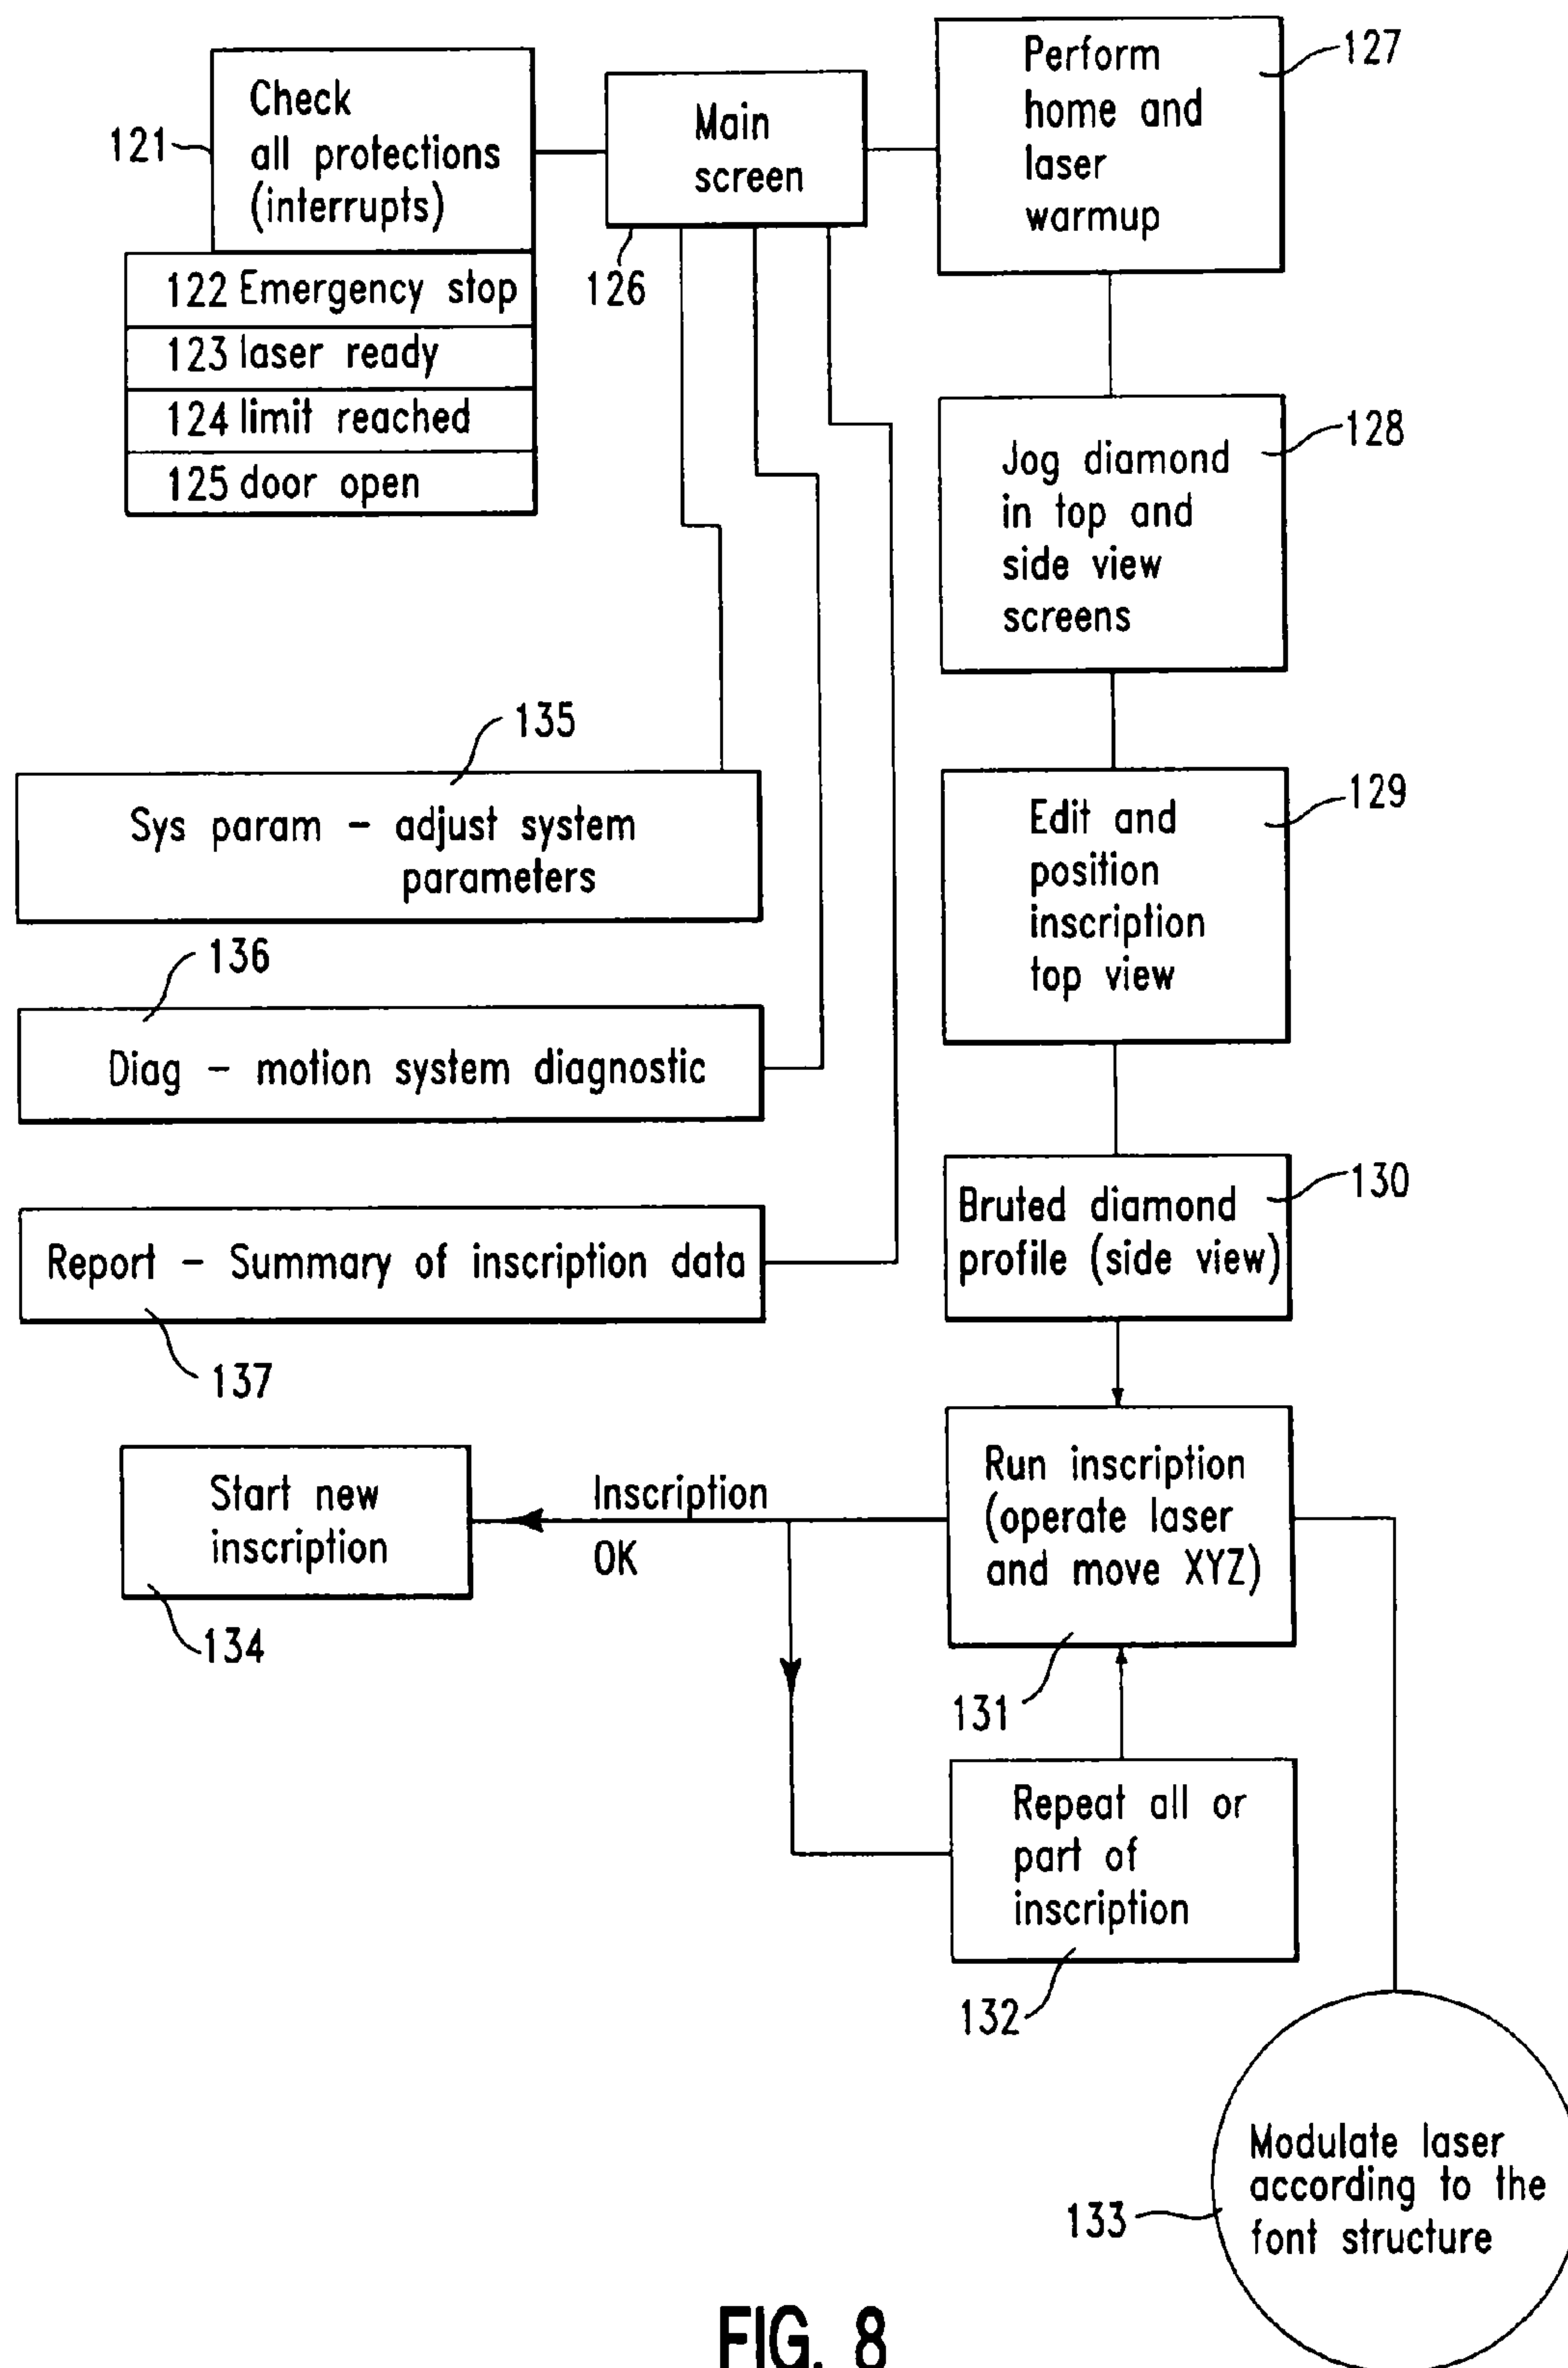 Check
all protections
(interrupts)
121
122 Emergency stop
123 laser ready
124 limit reached
125 door open
Main
screen
126
Perform
home and
laser
warmup
127
Jog diamond
in top and
side view
screens
128
Edit and
position
inscription
top view
129
Bruted diamond
profile (side view)
130
135
Sys param - adjust system
parameters
136
Diag - motion system diagnostic
Report - Summary of inscription data
137
Run inscription
(operate laser
and move XYZ)
131
Inscription
OK
Start new
inscription
134
Repeat all or
part of
inscription
132
Modulate laser
according to the
font structure
133
FIG. 8